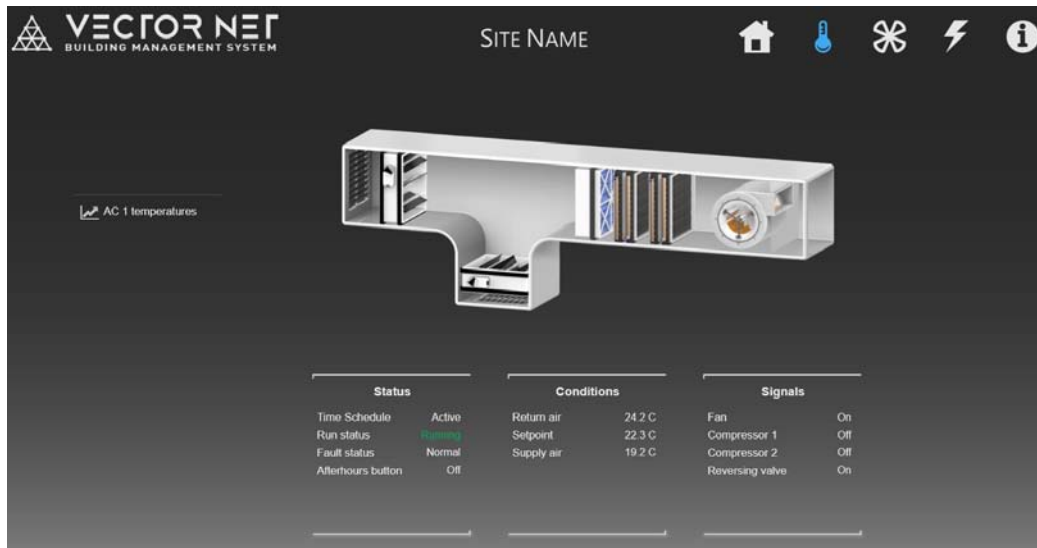 VECTOR NET
BUILDING MANAGEMENT SYSTEM
SITE NAME
AC 1 temperatures
Status
Time Schedule Active
Run status Running
Fault status Normal
Afterhours button Off
Conditions
Return air 24.2 C
Setpoint 22.3 C
Supply air 19.2 C
Signals
Fan On
Compressor 1 Off
Compressor 2 Off
Reversing valve On